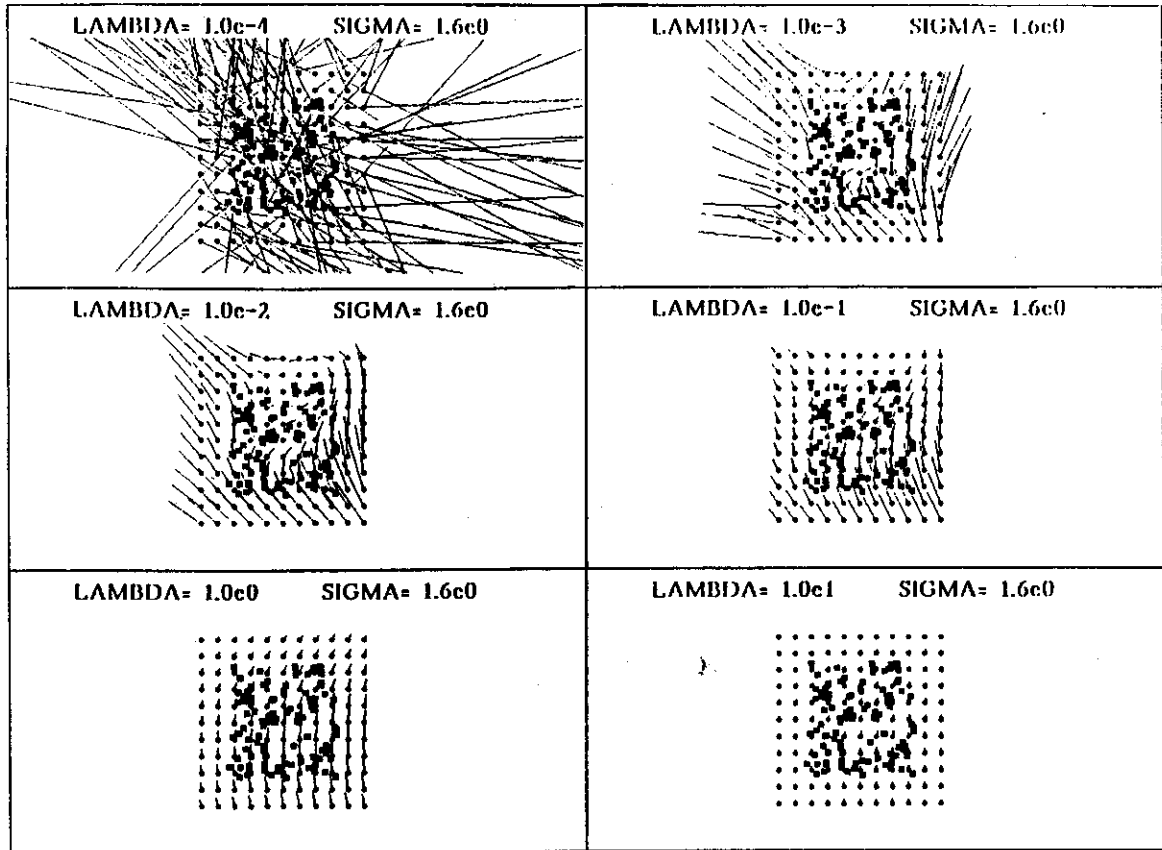 LAMBDA= 1.0e-4 SIGMA= 1.6e0
LAMBDA= 1.0e-3 SIGMA= 1.6e0
LAMBDA= 1.0e-2 SIGMA= 1.6e0
LAMBDA= 1.0e-1 SIGMA= 1.6e0
LAMBDA= 1.0e0 SIGMA= 1.6e0
LAMBDA= 1.0e1 SIGMA= 1.6e0